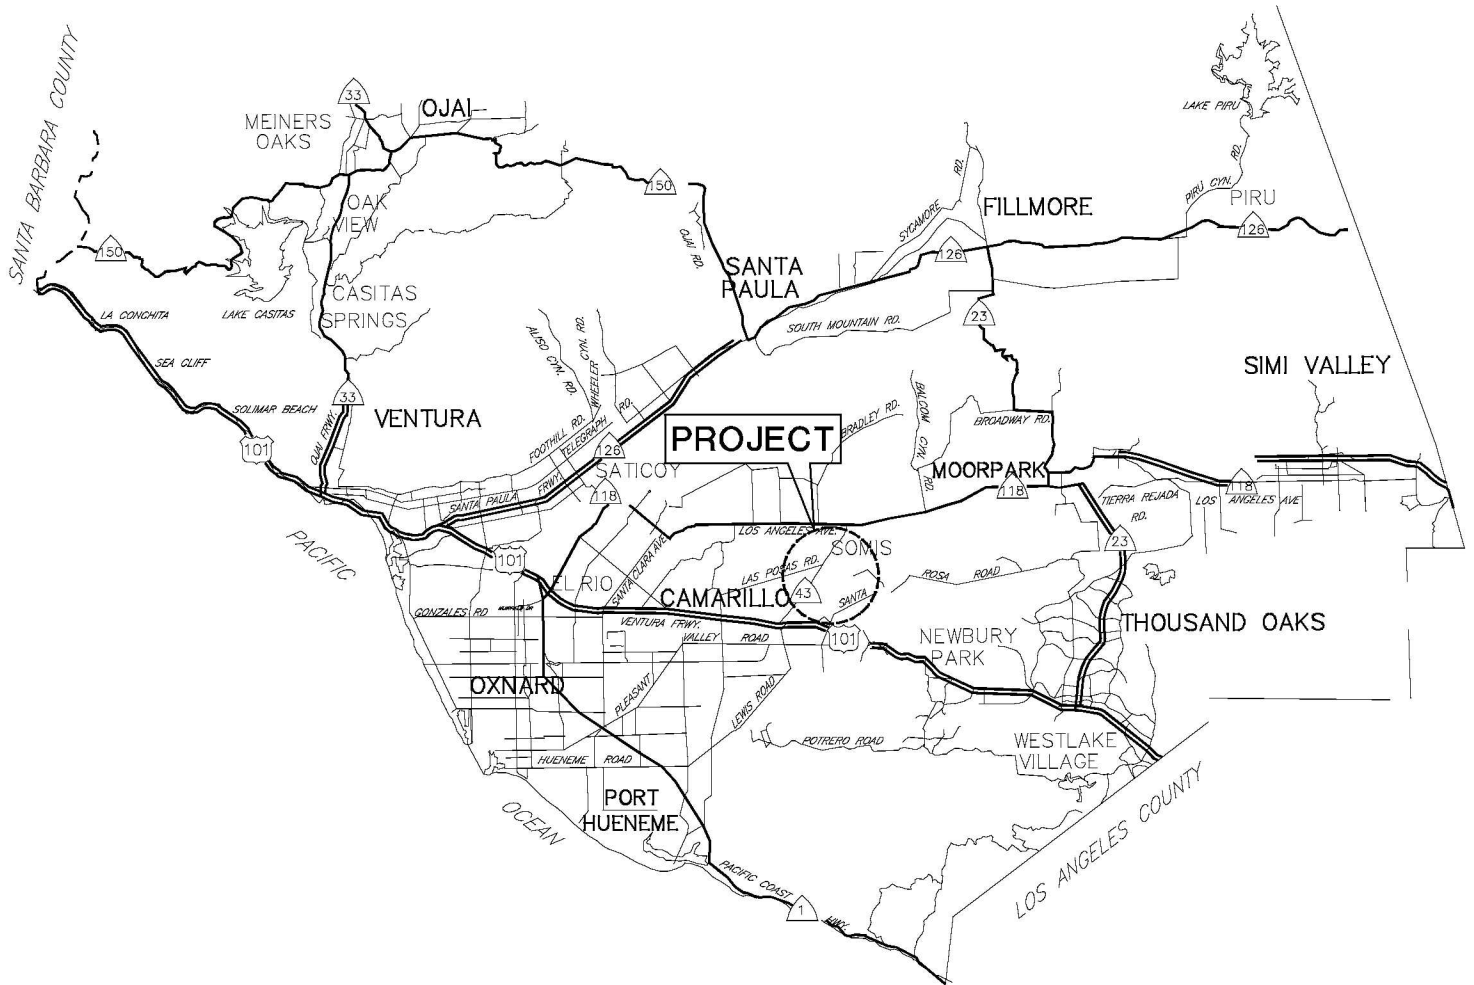 SANTA BARBARA COUNTY
33
OJAI
MEINERS
OAKS
LAKE PIRU
PIRU CYN. RD.
PIRU
150
OAK
VIEW
OJAI RD.
SYCAMORE RD.
FILLMORE
126
126
150
SANTA
PAULA
CASITAS
SPRINGS
LAKE CASITAS
LA CONCHITA
SOUTH MOUNTAIN RD.
23
SEA CLIFF
ALISO CYN. RD.
WHEELER CYN. RD.
SIMI VALLEY
33
SOLIMAR BEACH
VENTURA
OJAI FRWY.
101
FOOTHILL RD.
TELEGRAPH RD.
126
PROJECT
BRADLEY RD.
BALCOM CYN. RD.
BROADWAY RD.
MOORPARK
SATICOY
118
SANTA PAULA FRWY.
118
118
TIERRA REJADA
RD.
LOS ANGELES AVE
LOS ANGELES AVE.
SOMIS
23
PACIFIC
101
SANTA CLARA AVE.
LAS POSAS RD.
EL RIO
CAMARILLO
43
SANTA
ROSA ROAD
GONZALES RD
VENTURA FRWY.
101
THOUSAND OAKS
VALLEY ROAD
NEWBURY
PARK
OXNARD
PLEASANT
LEWIS ROAD
POTRERO ROAD
WESTLAKE
VILLAGE
HUENEME ROAD
OCEAN
PORT
HUENEME
LOS ANGELES COUNTY
PACIFIC COAST
1
HWY.